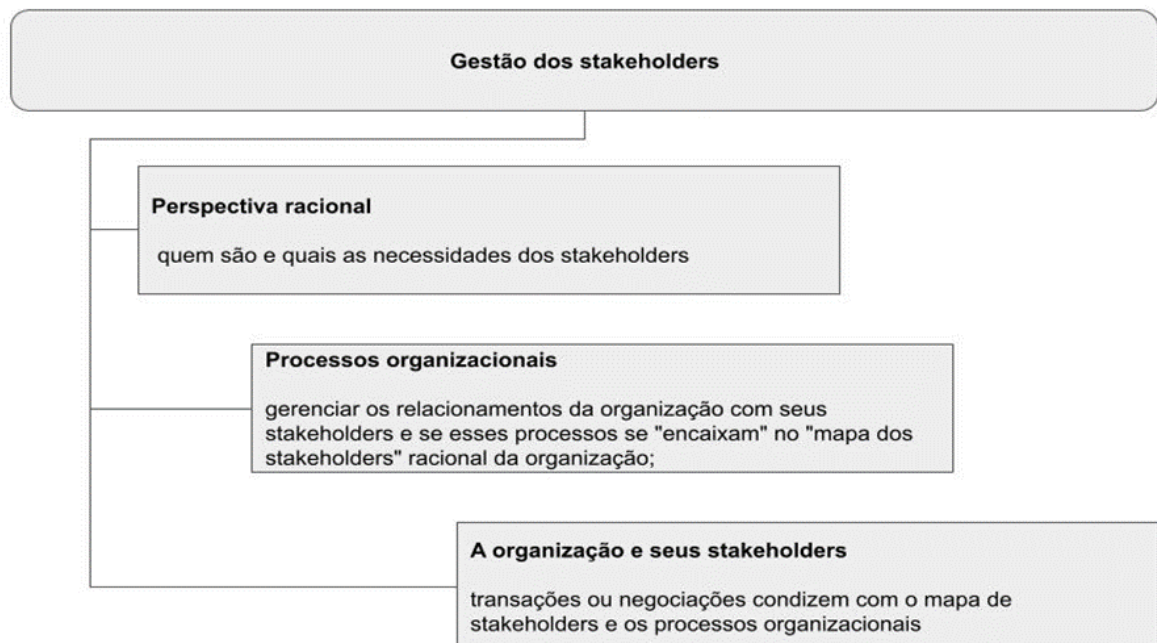 Gestão dos stakeholders
Perspectiva racional
quem são e quais as necessidades dos stakeholders
Processos organizacionais
gerenciar os relacionamentos da organização com seus
stakeholders e se esses processos se "encaixam" no "mapa dos
stakeholders" racional da organização;
A organização e seus stakeholders
transações ou negociações condizem com o mapa de
stakeholders e os processos organizacionais